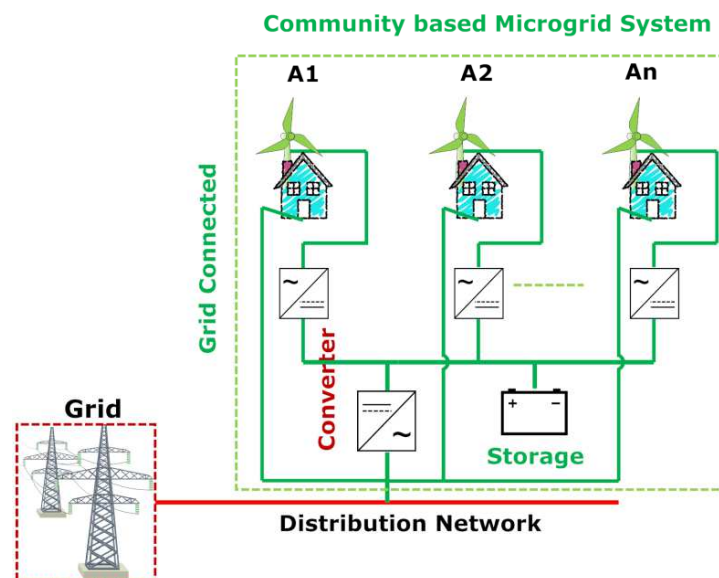 Community based Microgrid System
A1
A2
An
Grid Connected
~
~
~
Converter
~
+ −
Storage
Grid
Distribution Network